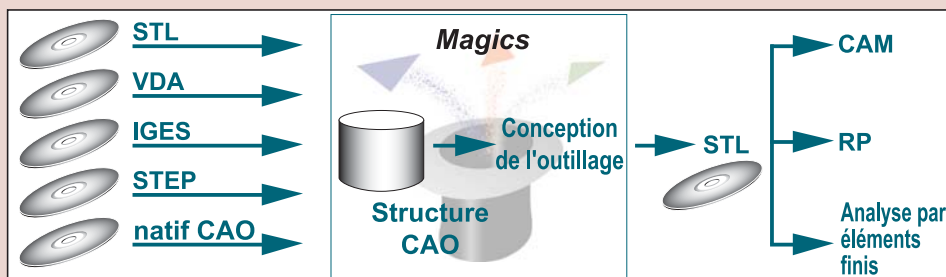 STL
VDA
IGES
STEP
natif CAO
Magics
Structure
CAO
Conception
de l'outillage
STL
CAM
RP
Analyse par
éléments
finis